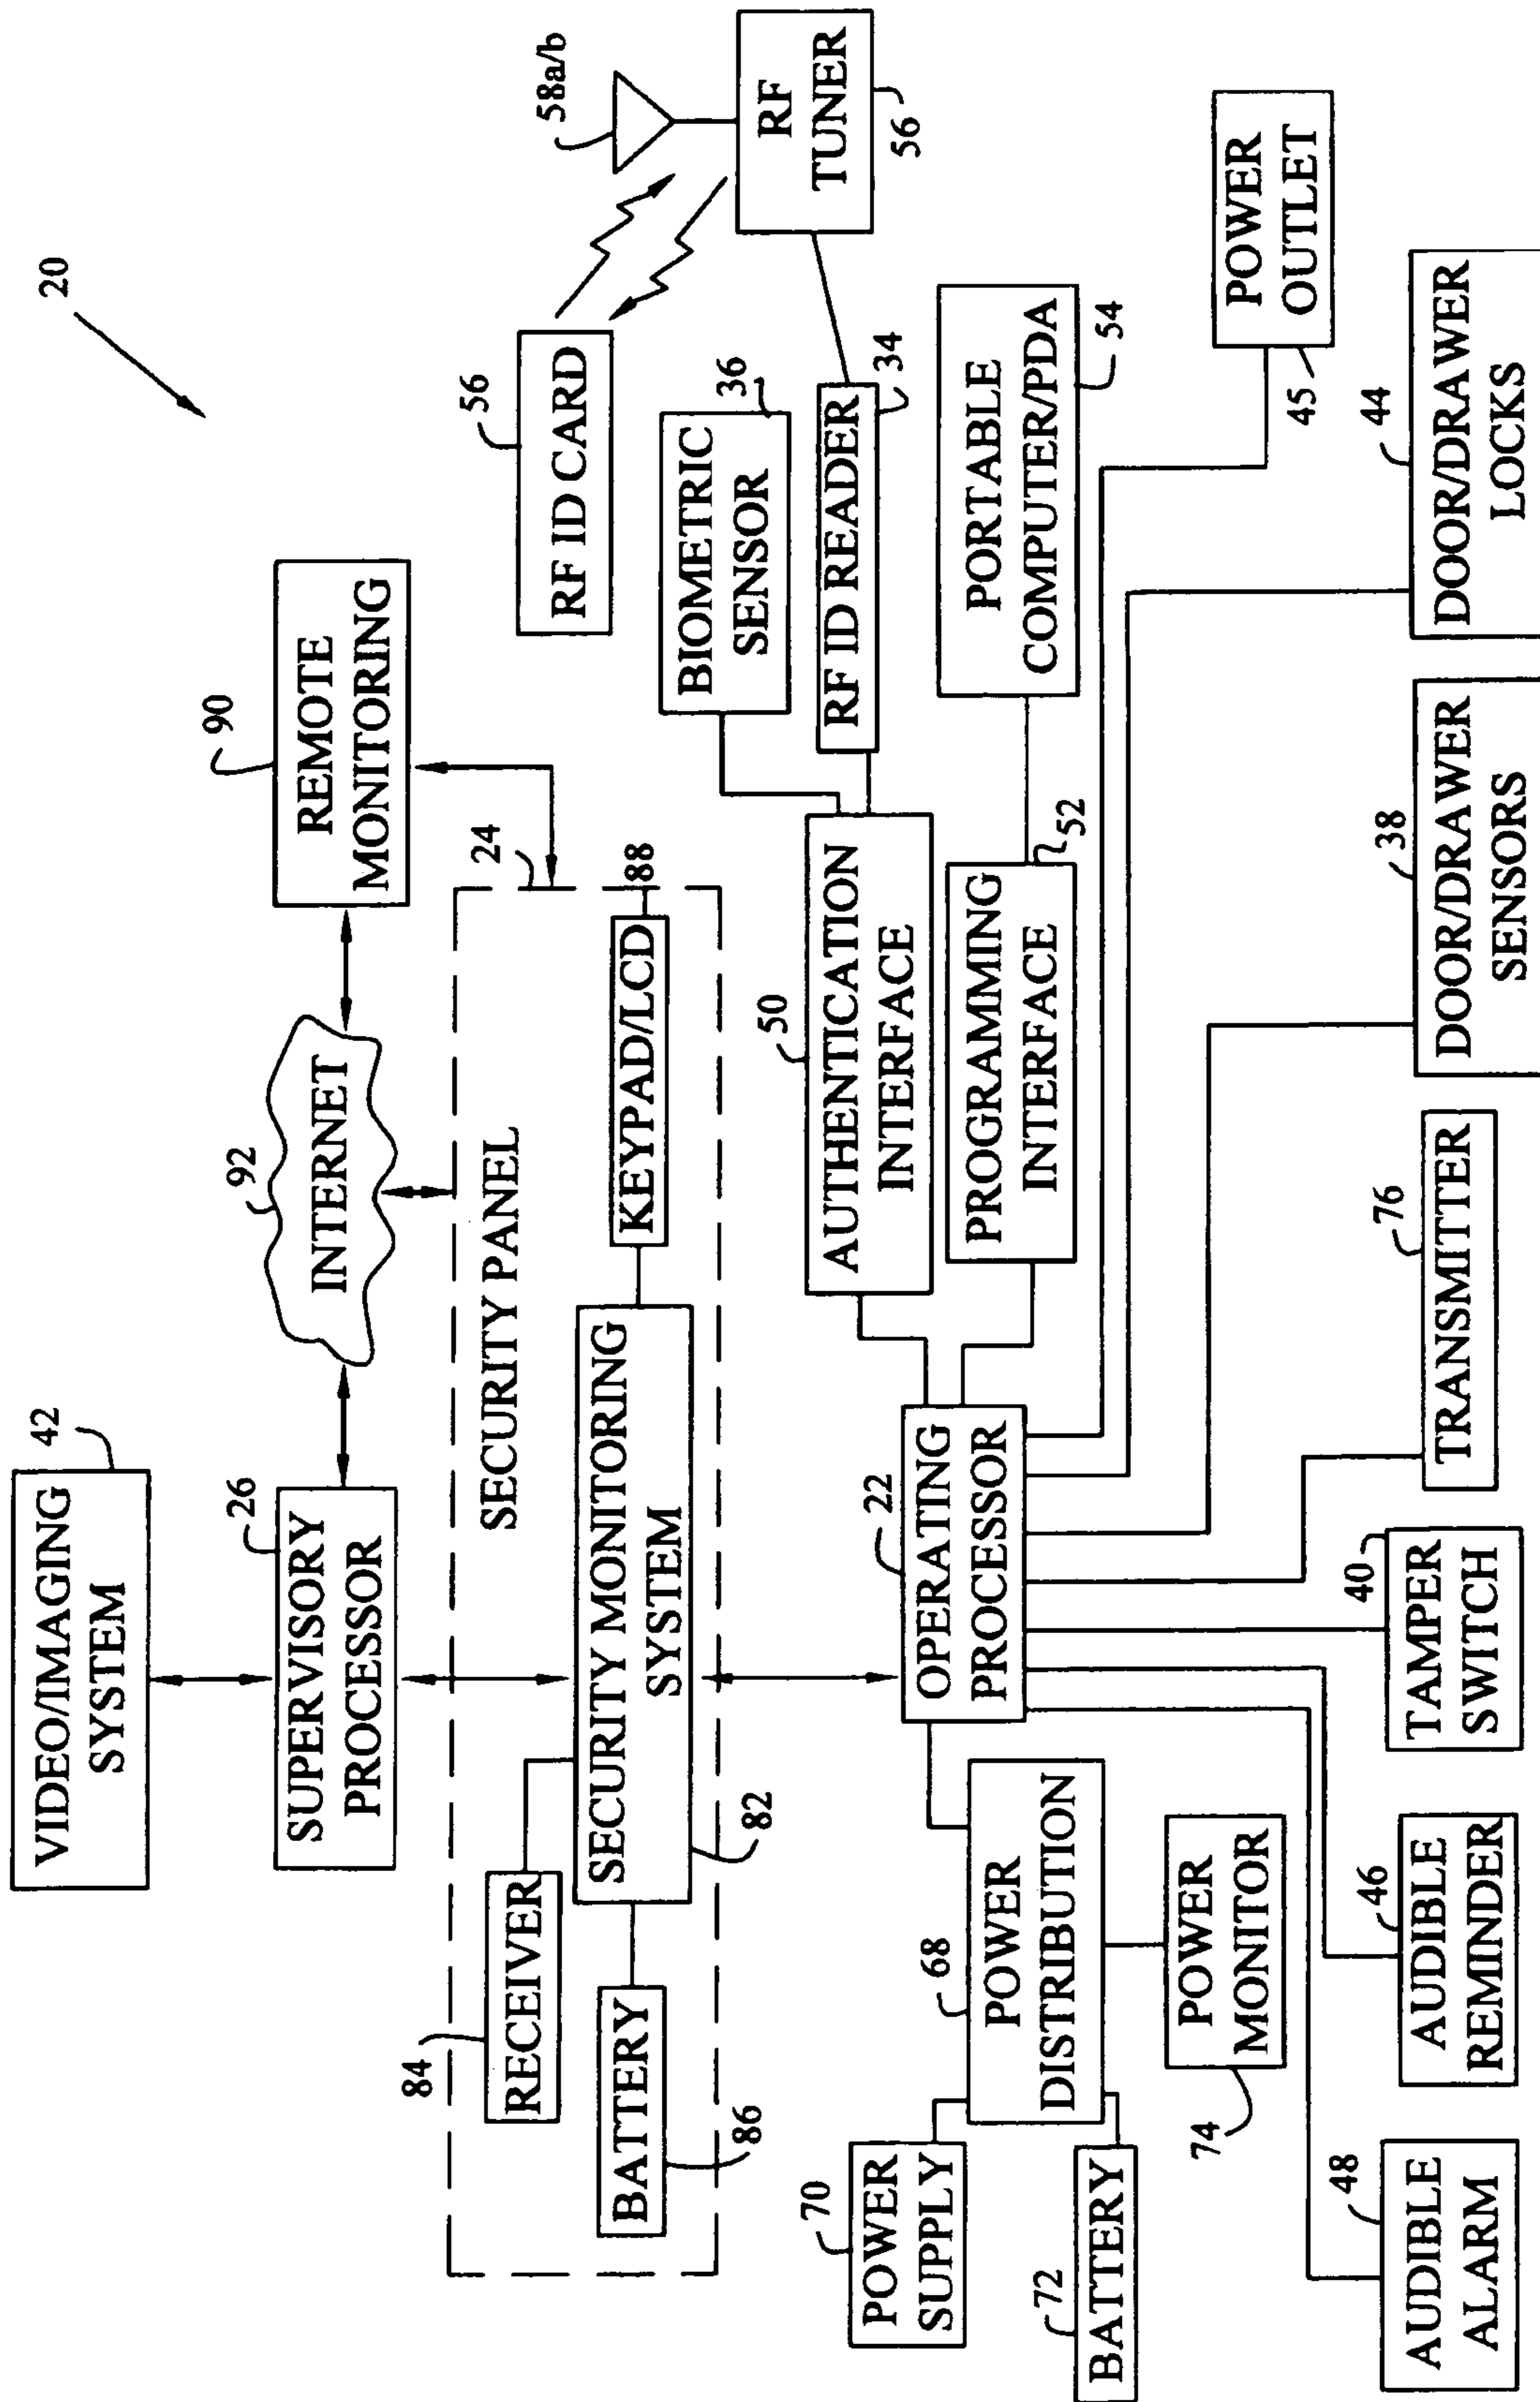 20
VIDEO/IMAGING
SYSTEM
42
SUPERVISORY
PROCESSOR
26
INTERNET
92
REMOTE
MONITORING
90
SECURITY PANEL
24
RECEIVER
84
BATTERY
86
SECURITY MONITORING
SYSTEM
82
KEYPAD/LCD
88
RF ID CARD
56
58a/b
RF
TUNER
56
BIOMETRIC
SENSOR
36
RF ID READER
34
AUTHENTICATION
INTERFACE
50
PROGRAMMING
INTERFACE
52
PORTABLE
COMPUTER/PDA
54
OPERATING
PROCESSOR
22
POWER
SUPPLY
70
BATTERY
72
POWER
DISTRIBUTION
68
POWER
MONITOR
74
POWER
OUTLET
45
AUDIBLE
ALARM
48
AUDIBLE
REMINDER
46
TAMPER
SWITCH
40
TRANSMITTER
76
DOOR/DRAWER
SENSORS
38
DOOR/DRAWER
LOCKS
44